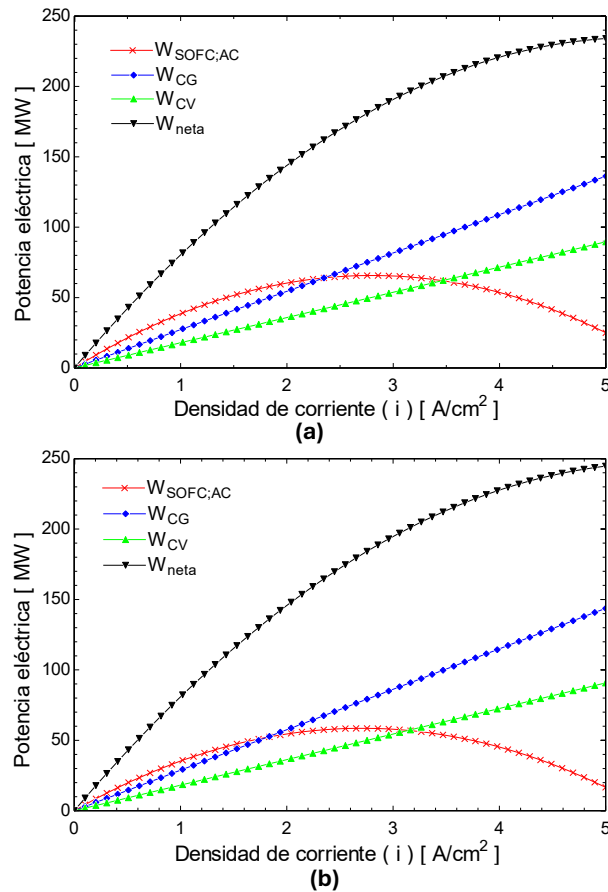 250
200
150
100
50
0
Potencia eléctrica [ MW ]
W_SOFC;AC
W_CG
W_CV
W_neta
0 1 2 3 4 5
Densidad de corriente ( i ) [ A/cm² ]
(a)
250
200
150
100
50
0
Potencia eléctrica [ MW ]
W_SOFC;AC
W_CG
W_CV
W_neta
0 1 2 3 4 5
Densidad de corriente ( i ) [ A/cm² ]
(b)